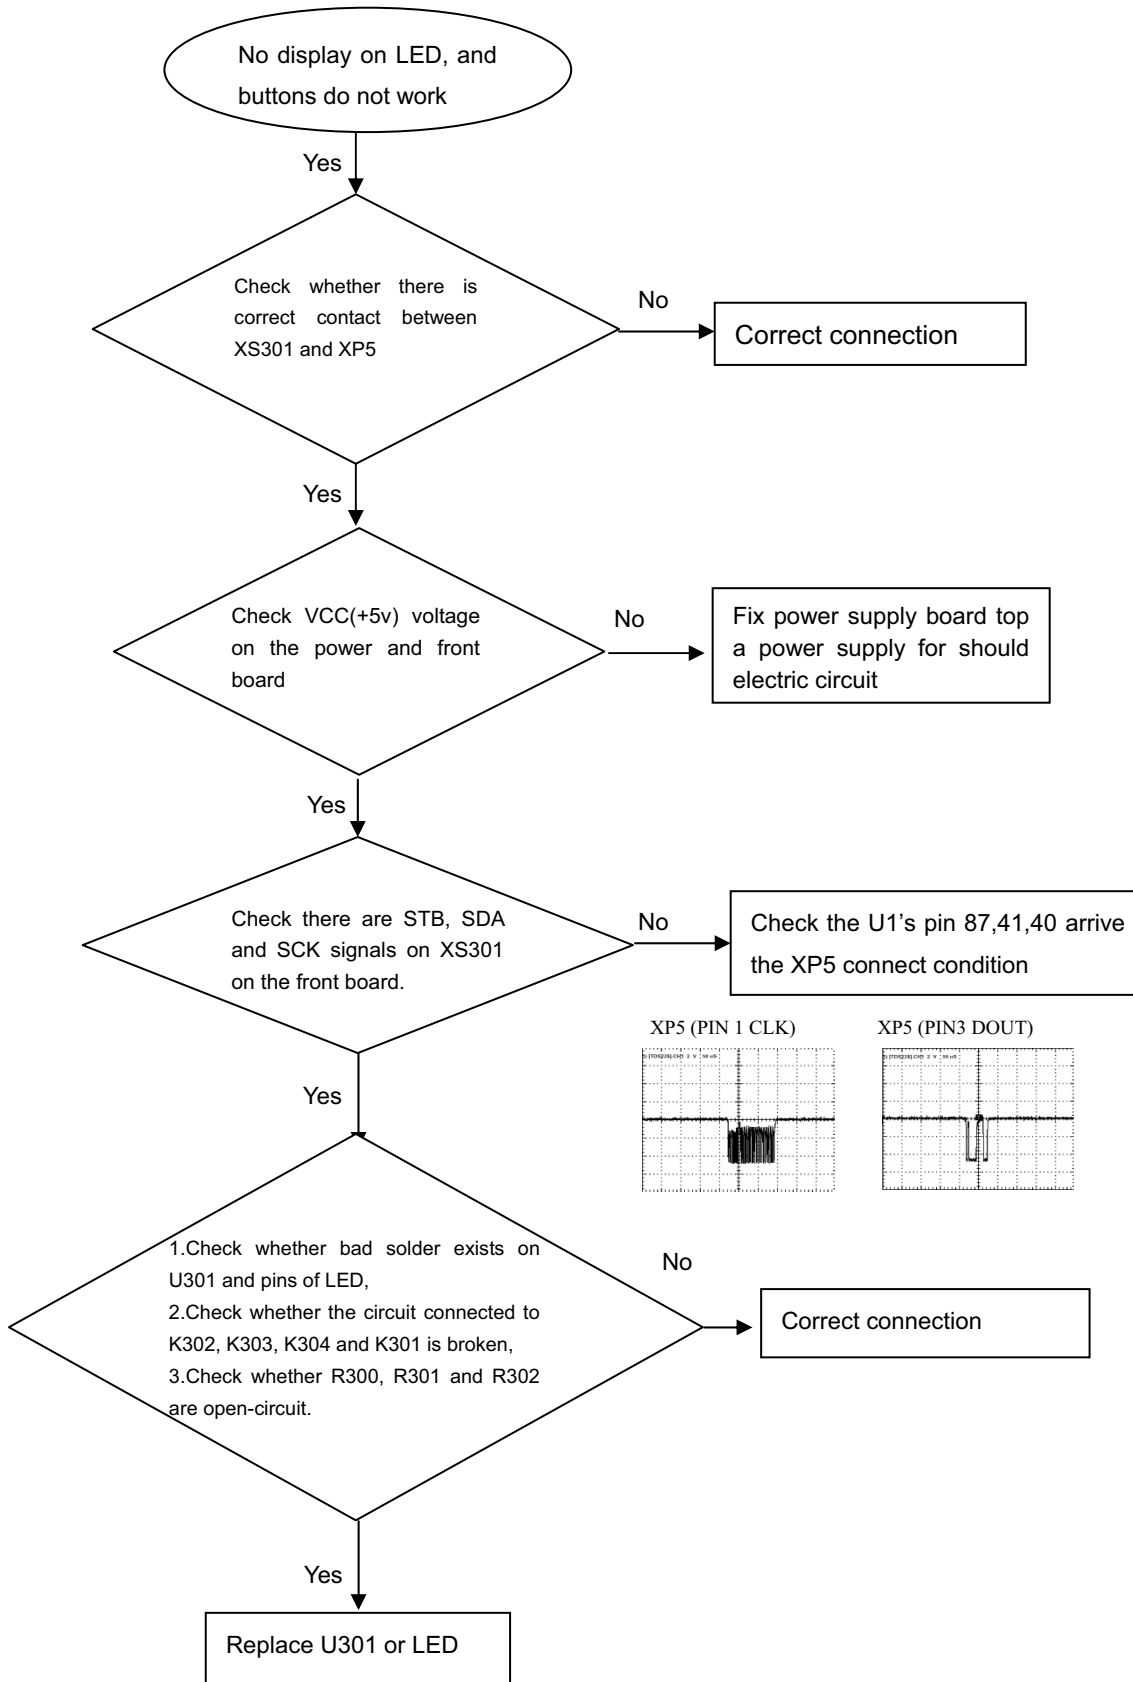 No display on LED, and
buttons do not work
Yes
Check whether there is
correct contact between
XS301 and XP5
No
Correct connection
Yes
Check VCC(+5v) voltage
on the power and front
board
No
Fix power supply board top
a power supply for should
electric circuit
Yes
Check there are STB, SDA
and SCK signals on XS301
on the front board.
No
Check the U1's pin 87,41,40 arrive
the XP5 connect condition
XP5 (PIN 1 CLK)
XP5 (PIN3 DOUT)
Yes
1.Check whether bad solder exists on
U301 and pins of LED,
2.Check whether the circuit connected to
K302, K303, K304 and K301 is broken,
3.Check whether R300, R301 and R302
are open-circuit.
No
Correct connection
Yes
Replace U301 or LED